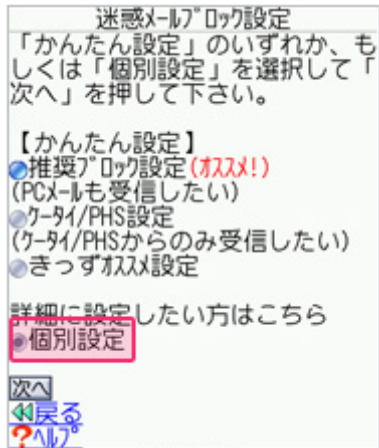 迷惑ﾒｰﾙﾌﾞﾛｯｸ設定
「かんたん設定」のいずれか、も
しくは「個別設定」を選択して「
次へ」を押して下さい。
【かんたん設定】
推奨ﾌﾞﾛｯｸ設定(ｵｽｽﾒ!)
(PCﾒｰﾙも受信したい)
ｹｰﾀｲ/PHS設定
(ｹｰﾀｲ/PHSからのみ受信したい)
きっずｵｽｽﾒ設定
詳細に設定したい方はこちら
個別設定
次へ
戻る
?ﾍﾙﾌﾟ